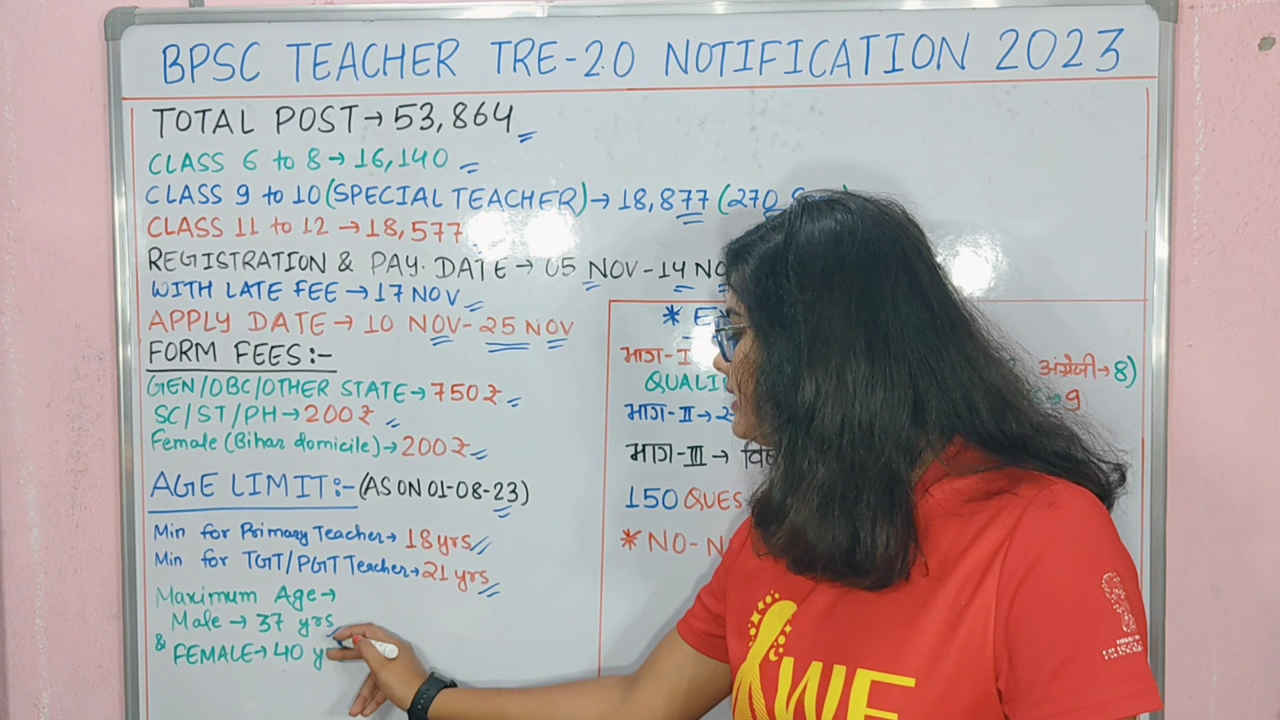 BPSC TEACHER TRE-2.0 NOTIFICATION 2023
TOTAL POST→53,864
CLASS 6 to 8→16,140
CLASS 9 to 10(SPECIAL TEACHER)→18,877 (270
CLASS 11 to 12→18,577
REGISTRATION & PAY. DATE→05 NOV-14 NO
WITH LATE FEE→17 NOV
APPLY DATE→10 NOV-25 NOV
FORM FEES:-
GEN/OBC/OTHER STATE→750₹
SC/ST/PH→200₹
Female (Bihar domicile)→200₹
AGE LIMIT:-(AS ON 01-08-23)
Min for Primary Teacher→18yrs
Min for TGT/PGT Teacher→21 yrs
Maximum Age→
Male→37 yrs
& FEMALE→40 y
* E
भाग-I अंग्रेजी→8)
QUALI 9
भाग-II→2
भाग-III→
150 QUES
*NO-N
WE